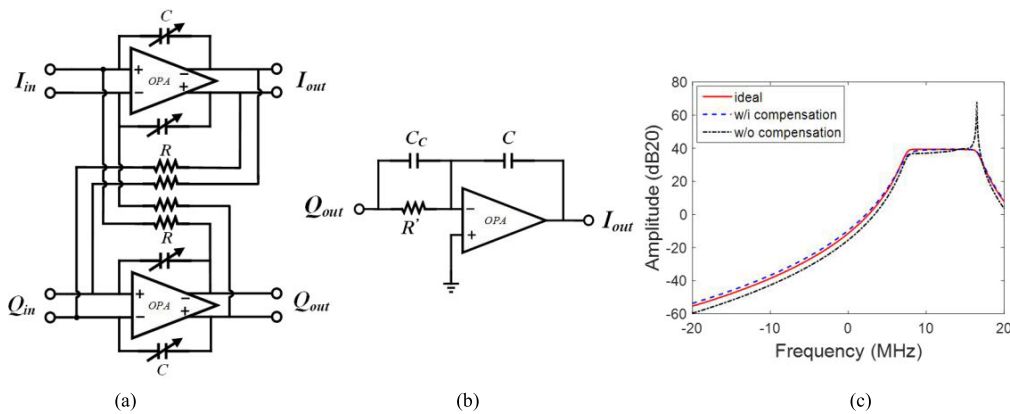 C
OPA
I_in
I_out
R
R
OPA
Q_in
Q_out
C
(a)
C_C
C
Q_out
R'
OPA
I_out
(b)
ideal
w/i compensation
w/o compensation
Amplitude (dB20)
80
60
40
20
0
-20
-40
-60
-20
-10
0
10
20
Frequency (MHz)
(c)